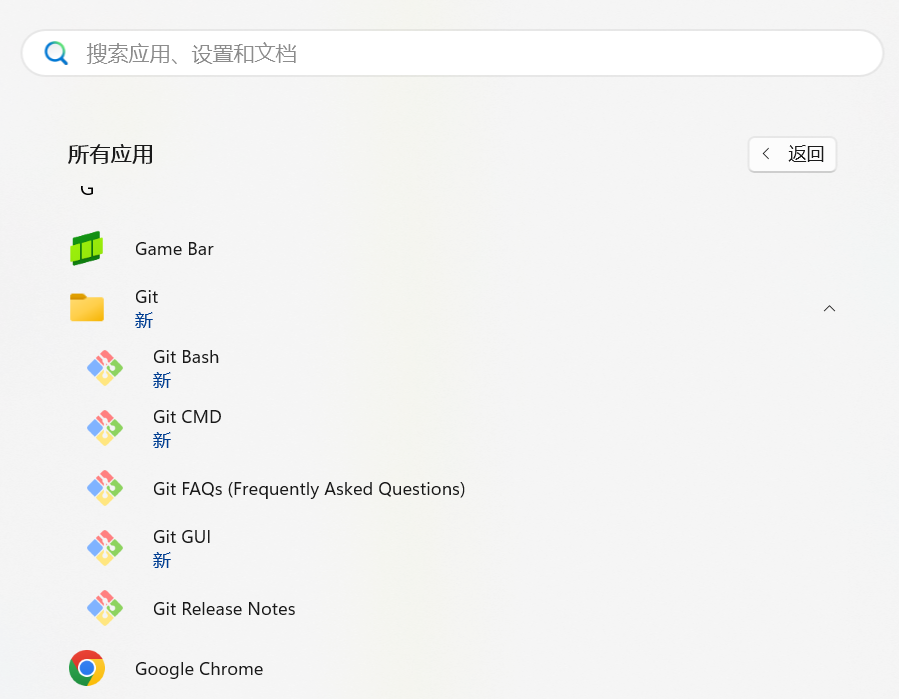 搜索应用、设置和文档
所有应用
返回
G
Game Bar
Git
新
Git Bash
新
Git CMD
新
Git FAQs (Frequently Asked Questions)
Git GUI
新
Git Release Notes
Google Chrome